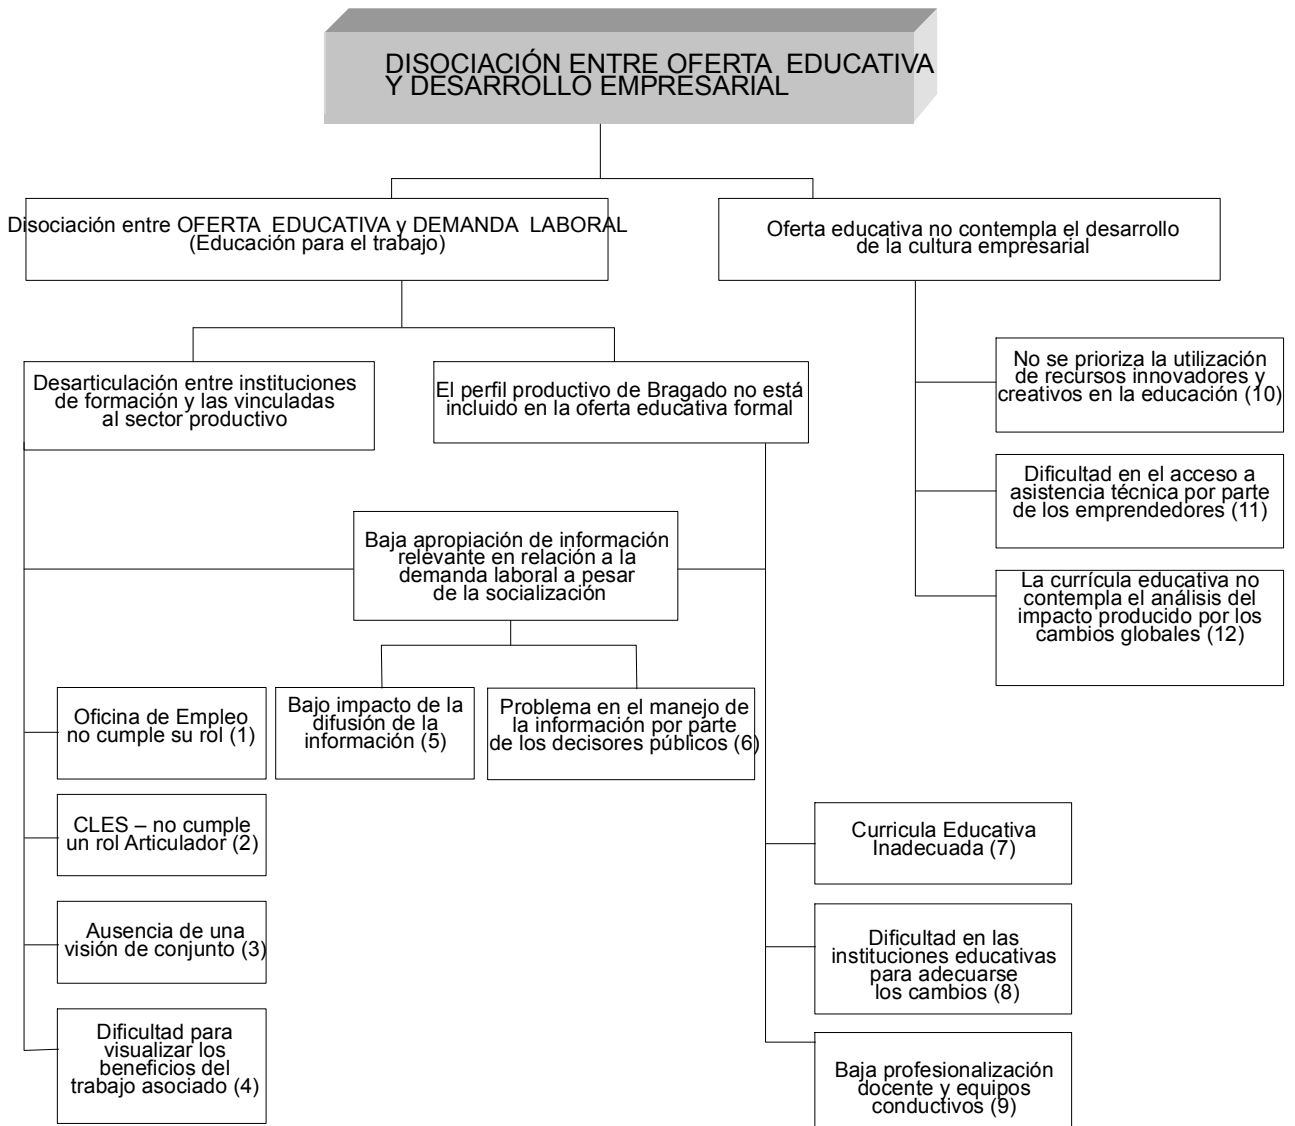 DISOCIACIÓN ENTRE OFERTA EDUCATIVA
Y DESARROLLO EMPRESARIAL
Disociación entre OFERTA EDUCATIVA y DEMANDA LABORAL
(Educación para el trabajo)
Oferta educativa no contempla el desarrollo
de la cultura empresarial
Desarticulación entre instituciones
de formación y las vinculadas
al sector productivo
El perfil productivo de Bragado no está
incluido en la oferta educativa formal
No se prioriza la utilización
de recursos innovadores y
creativos en la educación (10)
Dificultad en el acceso a
asistencia técnica por parte
de los emprendedores (11)
La currícula educativa no
contempla el análisis del
impacto producido por los
cambios globales (12)
Baja apropiación de información
relevante en relación a la
demanda laboral a pesar
de la socialización
Oficina de Empleo
no cumple su rol (1)
Bajo impacto de la
difusión de la
información (5)
Problema en el manejo de
la información por parte
de los decisores públicos (6)
CLES – no cumple
un rol Articulador (2)
Ausencia de una
visión de conjunto (3)
Dificultad para
visualizar los
beneficios del
trabajo asociado (4)
Curricula Educativa
Inadecuada (7)
Dificultad en las
instituciones educativas
para adecuarse
los cambios (8)
Baja profesionalización
docente y equipos
conductivos (9)